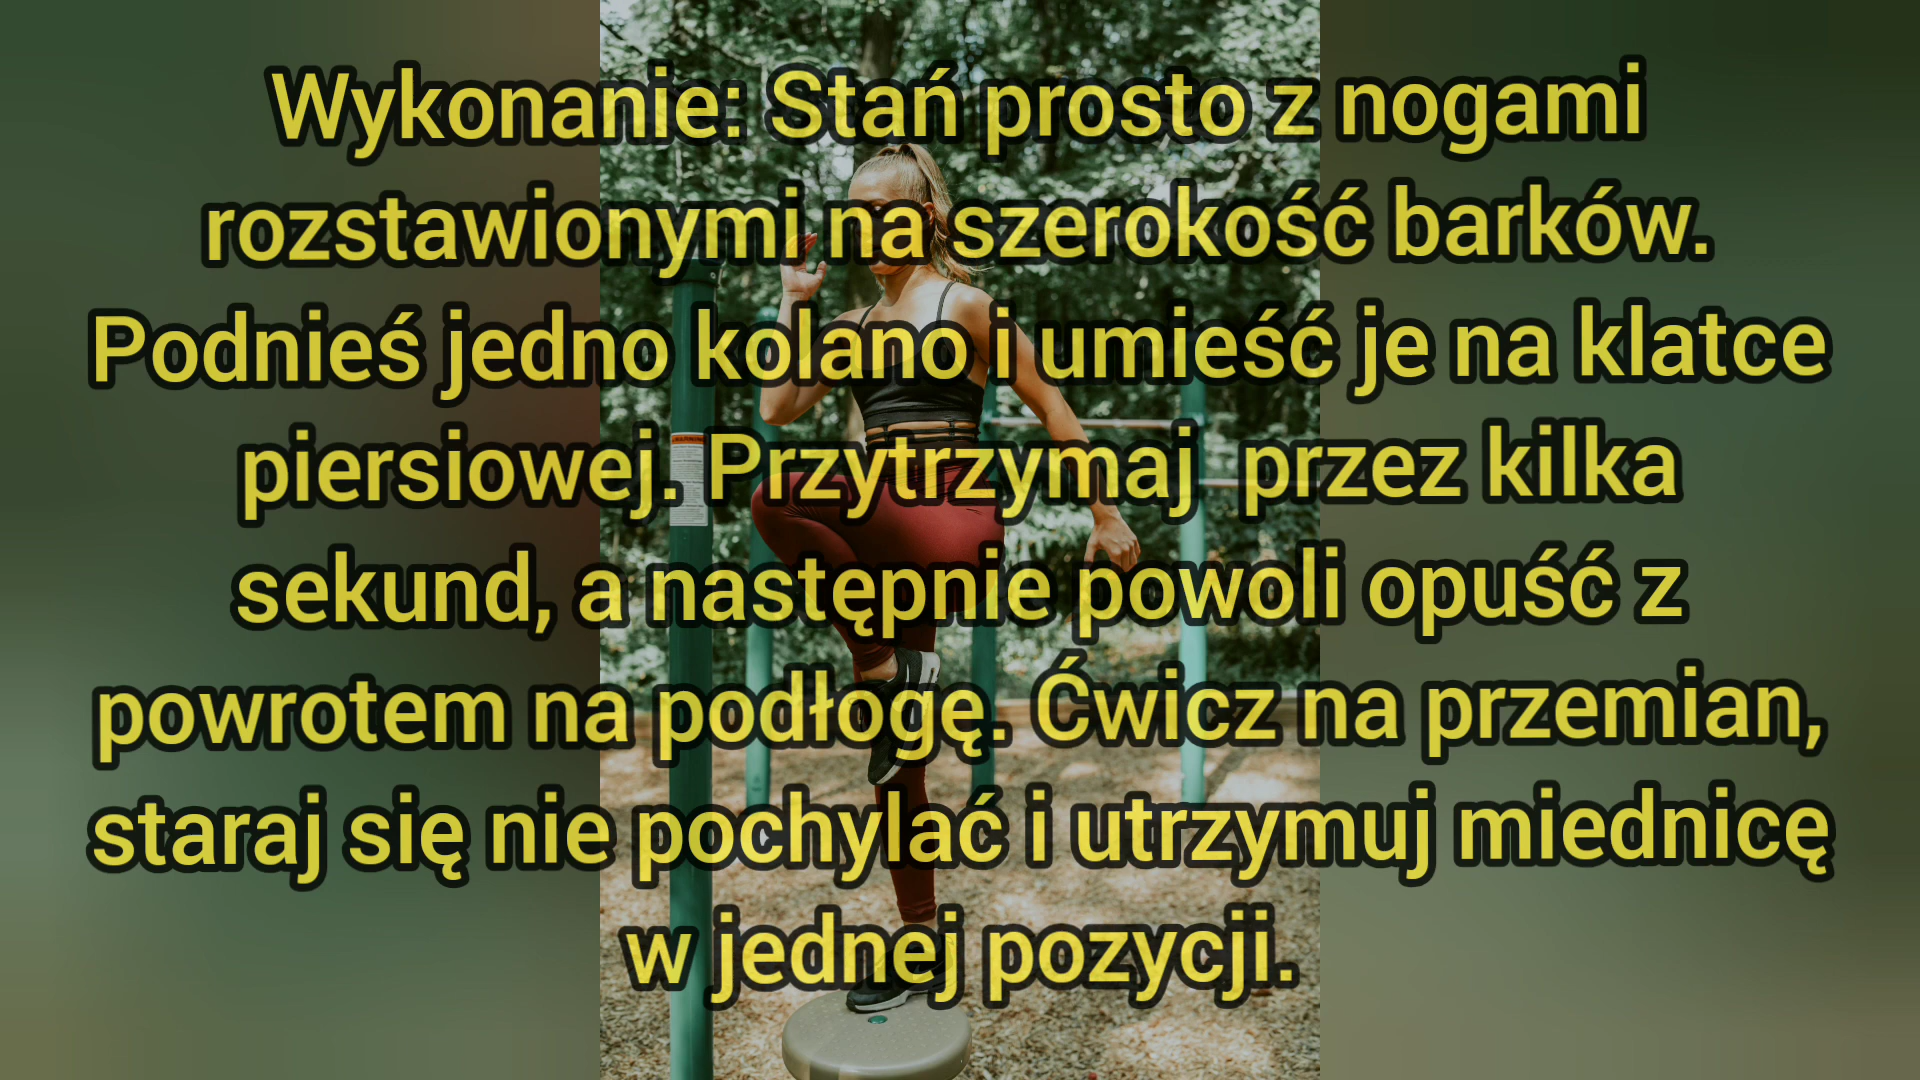 Wykonanie: Stań prosto z nogami
rozstawionymi na szerokość barków.
Podnieś jedno kolano i umieść je na klatce
piersiowej. Przytrzymaj  przez kilka
sekund, a następnie powoli opuść z
powrotem na podłogę. Ćwicz na przemian,
staraj się nie pochylać i utrzymuj miednicę
w jednej pozycji.